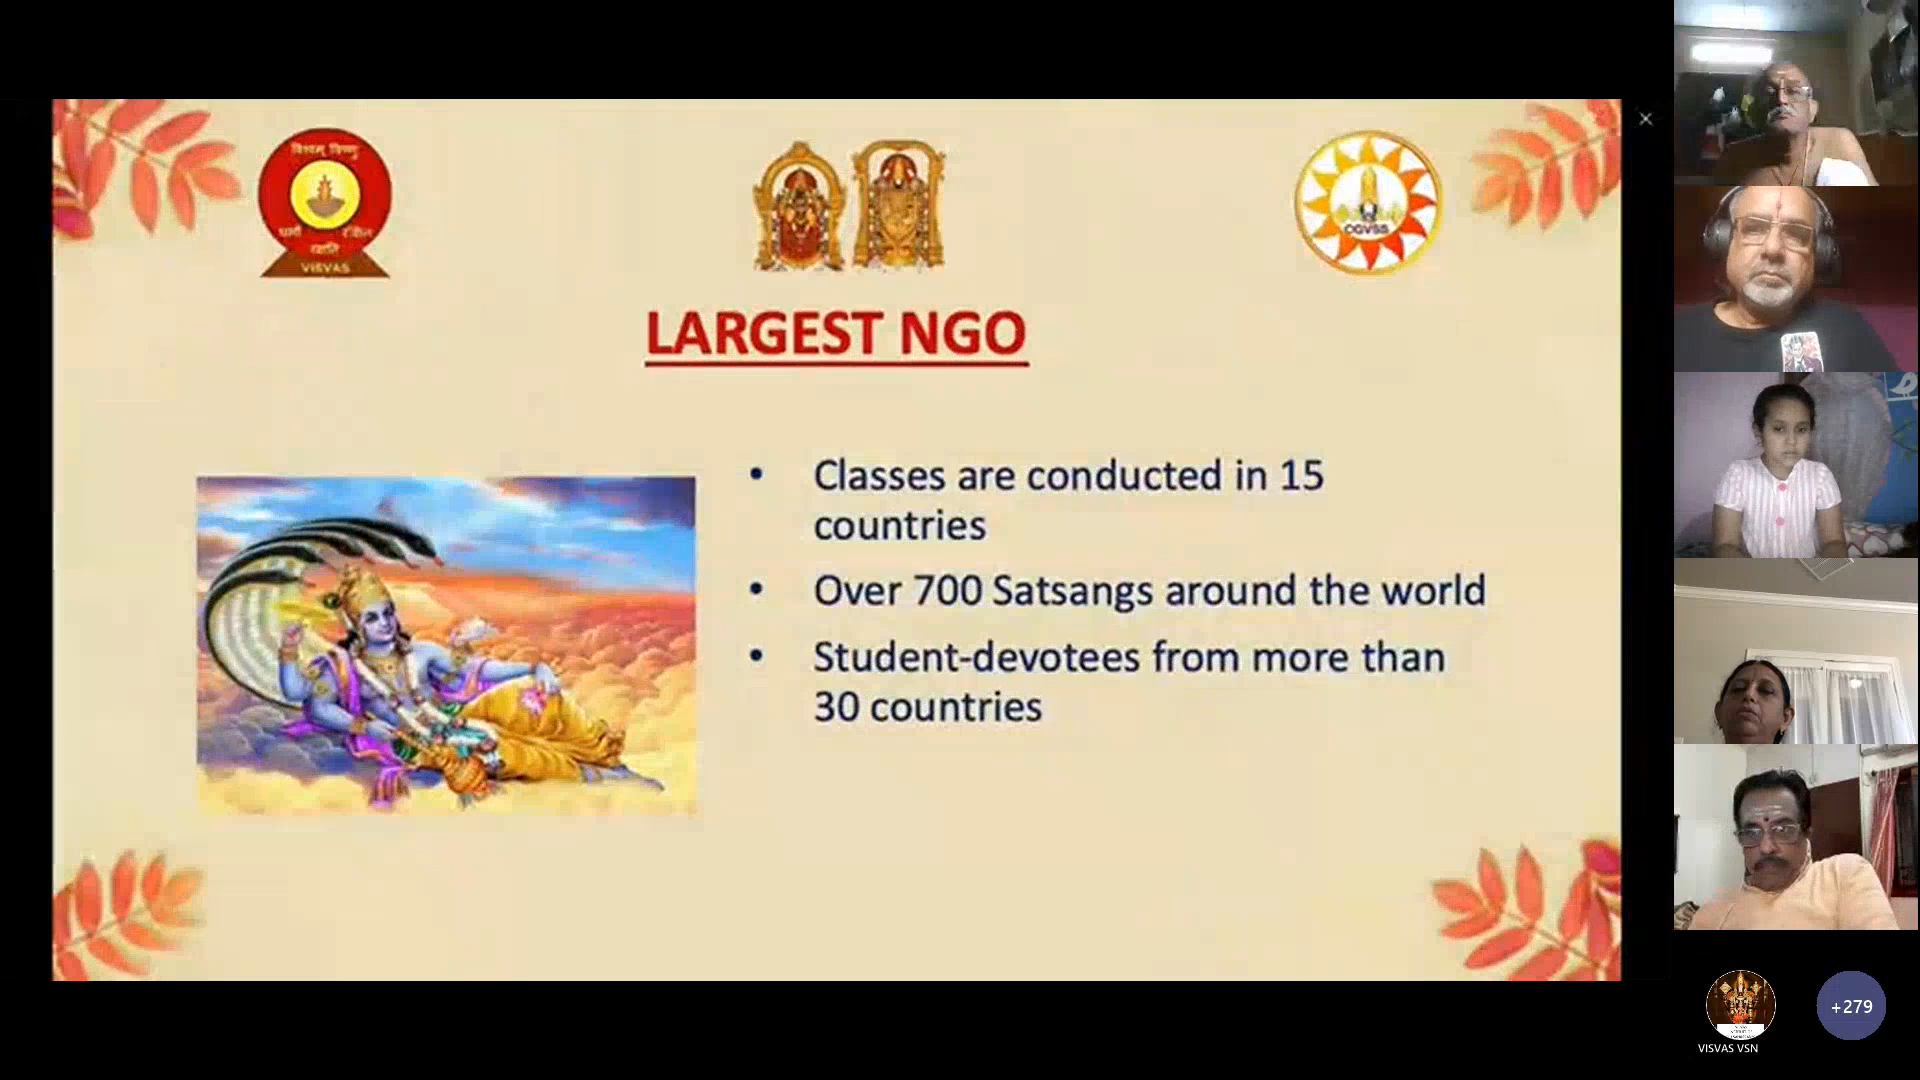 विश्वम् विष्णुः
VISVAS
CGVSS
LARGEST NGO
• Classes are conducted in 15
countries
• Over 700 Satsangs around the world
• Student-devotees from more than
30 countries
+279
VISVAS VSN